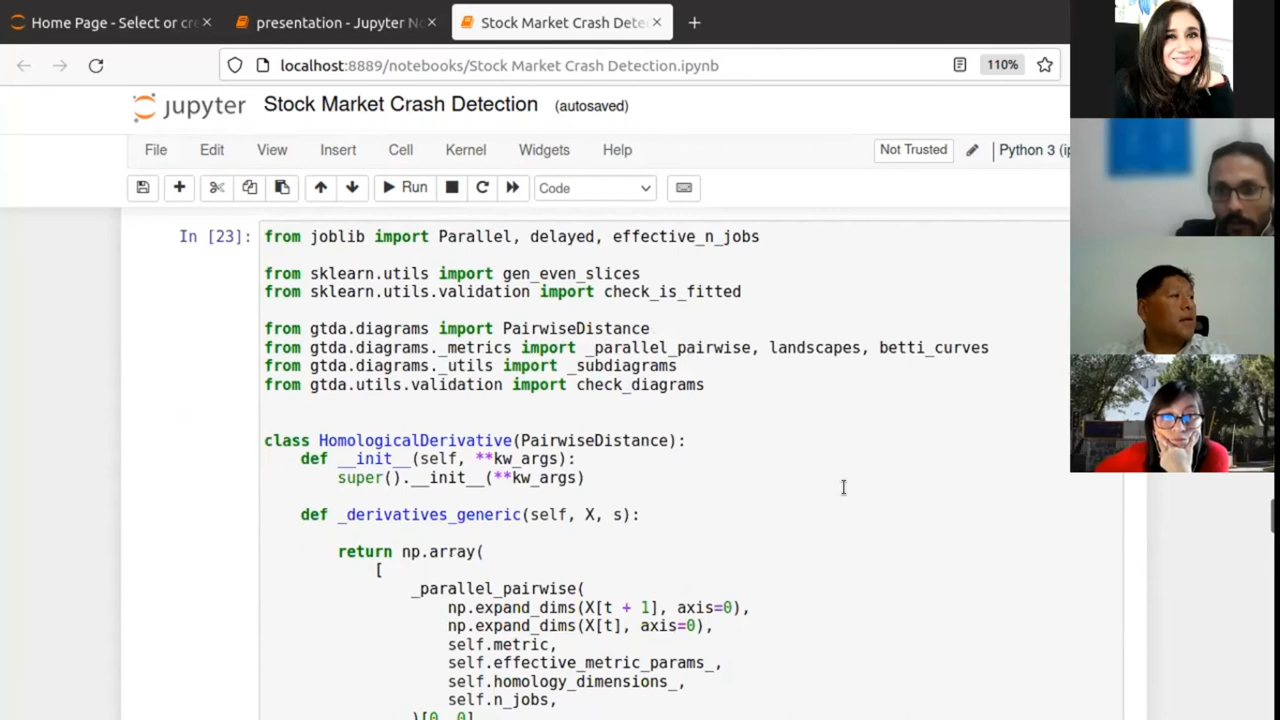 Home Page - Select or cre
presentation - Jupyter No
Stock Market Crash Dete
localhost:8889/notebooks/Stock Market Crash Detection.ipynb
110%
jupyter
Stock Market Crash Detection
(autosaved)
File Edit View Insert Cell Kernel Widgets Help
Not Trusted
Python 3 (ip
Run
Code
In [23]:
from joblib import Parallel, delayed, effective_n_jobs
from sklearn.utils import gen_even_slices
from sklearn.utils.validation import check_is_fitted
from gtda.diagrams import PairwiseDistance
from gtda.diagrams._metrics import _parallel_pairwise, landscapes, betti_curves
from gtda.diagrams._utils import _subdiagrams
from gtda.utils.validation import check_diagrams
class HomologicalDerivative(PairwiseDistance):
def __init__(self, **kw_args):
super().__init__(**kw_args)
def _derivatives_generic(self, X, s):
return np.array(
[
_parallel_pairwise(
np.expand_dims(X[t + 1], axis=0),
np.expand_dims(X[t], axis=0),
self.metric,
self.effective_metric_params_,
self.homology_dimensions_,
self.n_jobs,
)[0, 0]